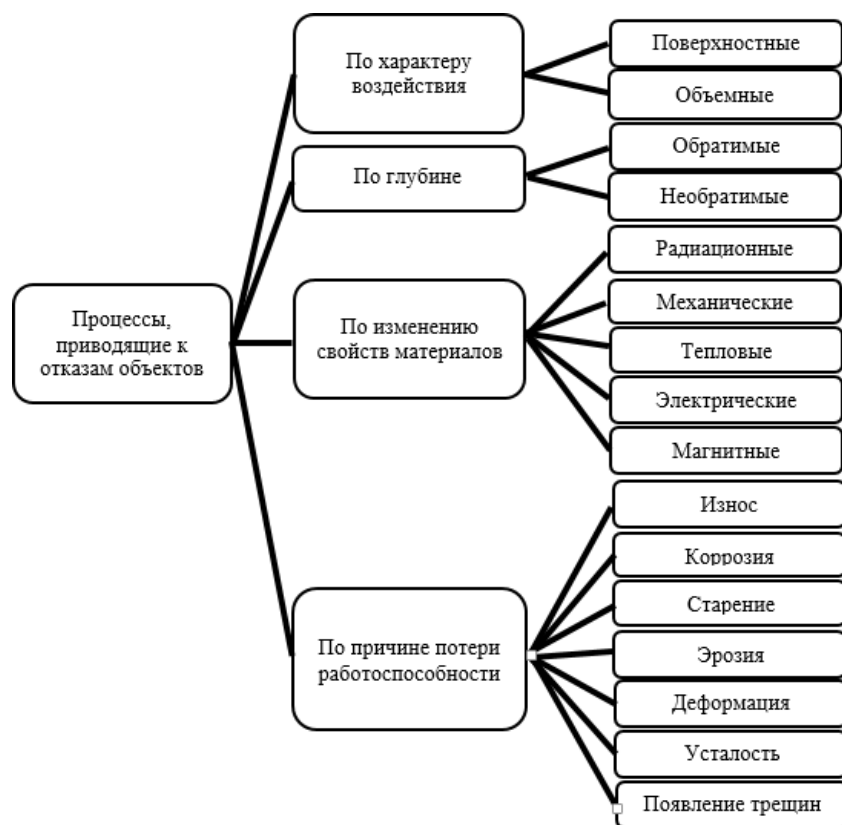 По характеру
воздействия
Поверхностные
Объемные
По глубине
Обратимые
Необратимые
Процессы,
приводящие к
отказам объектов
По изменению
свойств материалов
Радиационные
Механические
Тепловые
Электрические
Магнитные
По причине потери
работоспособности
Износ
Коррозия
Старение
Эрозия
Деформация
Усталость
Появление трещин